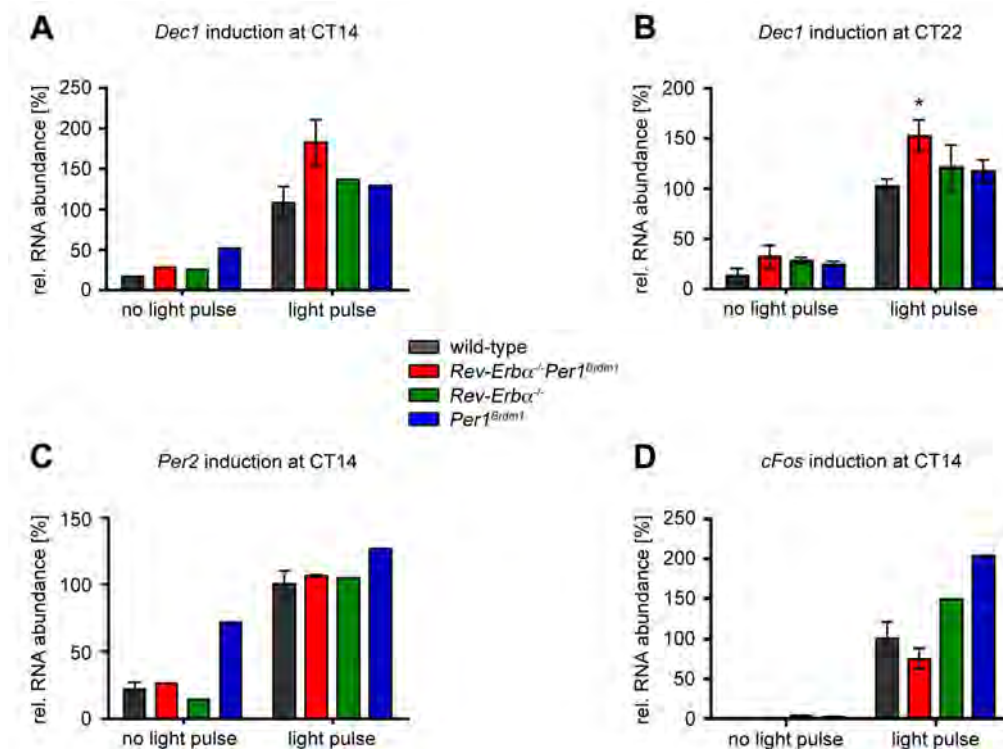 A
Dec1 induction at CT14
rel. RNA abundance [%]
250
200
150
100
50
0
no light pulse
light pulse
B
Dec1 induction at CT22
rel. RNA abundance [%]
200
150
100
50
0
*
no light pulse
light pulse
wild-type
Rev-Erbα-/-Per1Brdm1
Rev-Erbα-/-
Per1Brdm1
C
Per2 induction at CT14
rel. RNA abundance [%]
150
100
50
0
no light pulse
light pulse
D
cFos induction at CT14
rel. RNA abundance [%]
250
200
150
100
50
0
no light pulse
light pulse